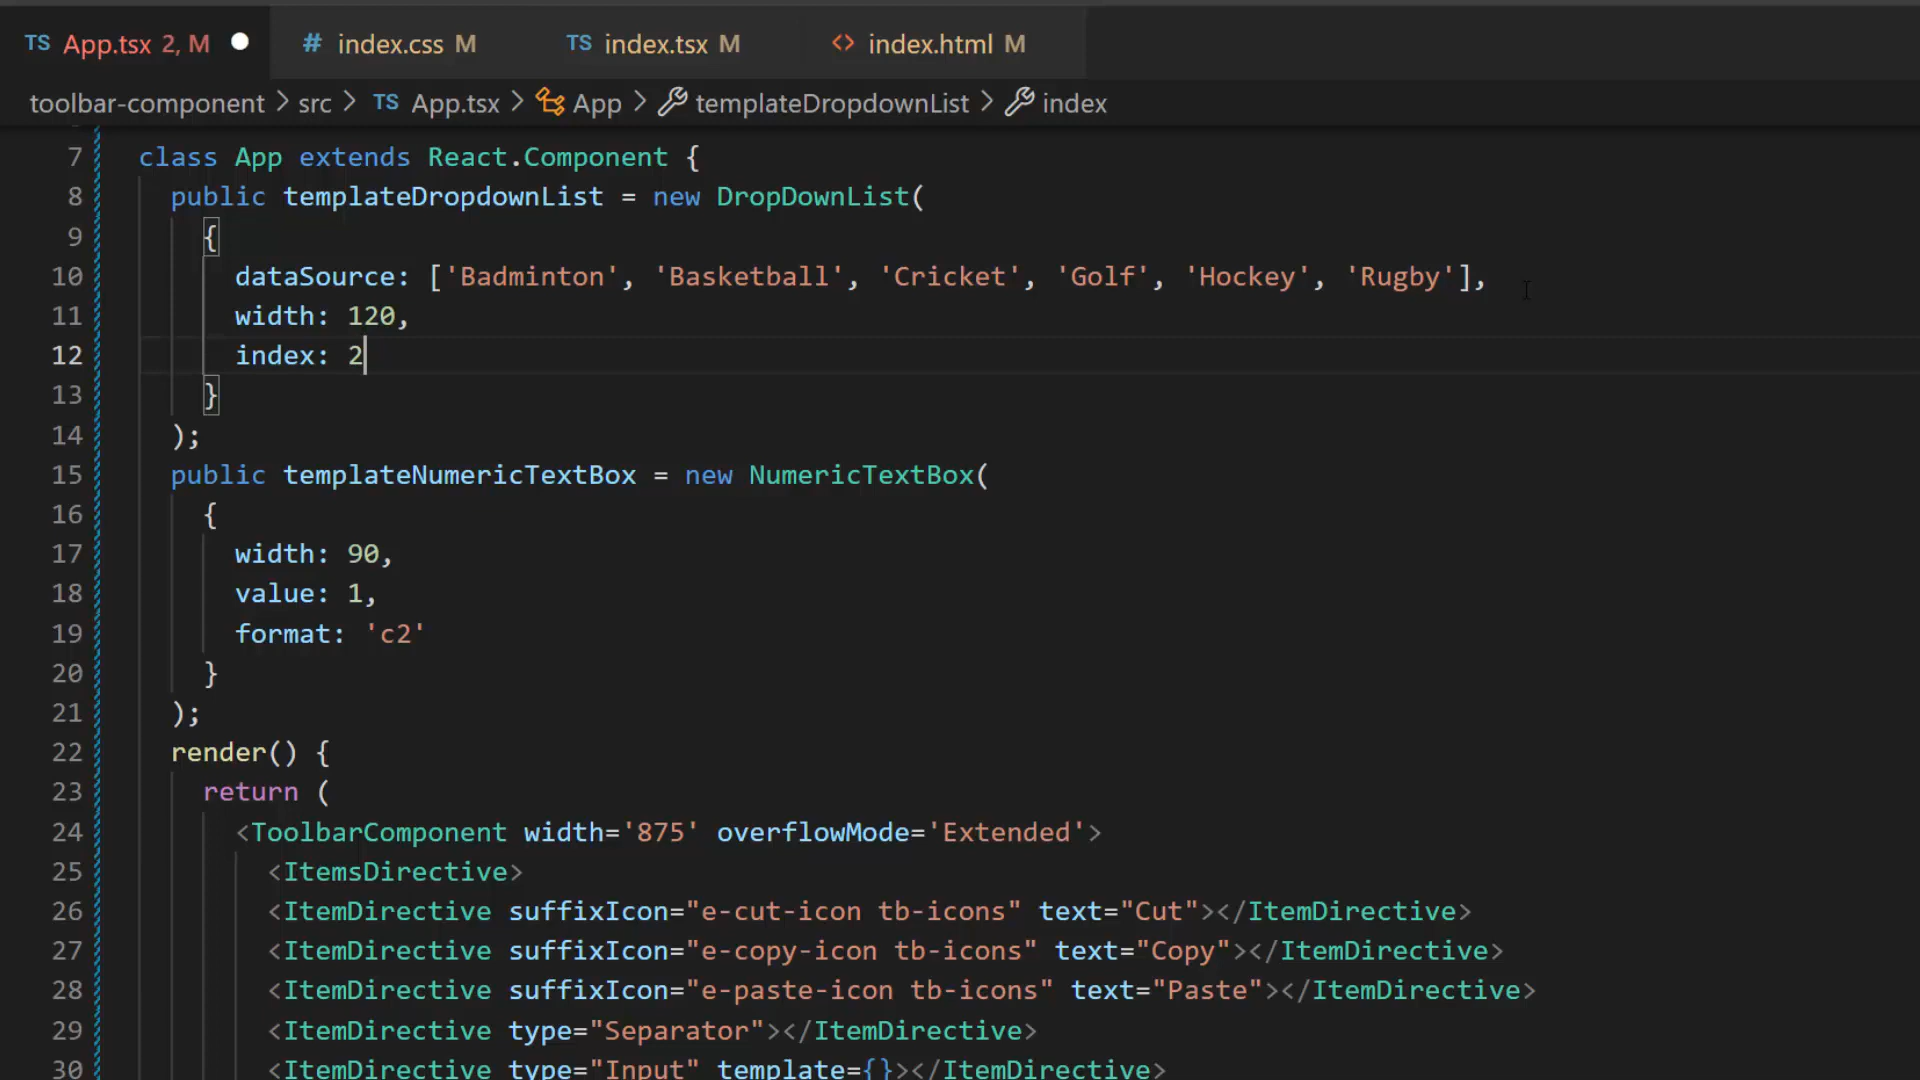 TS App.tsx 2, M # index.css M TS index.tsx M <> index.html M
toolbar-component > src > TS App.tsx > App > templateDropdownList > index
7 class App extends React.Component {
8 public templateDropdownList = new DropDownList(
9 {
10 dataSource: ['Badminton', 'Basketball', 'Cricket', 'Golf', 'Hockey', 'Rugby'],
11 width: 120,
12 index: 2
13 }
14 );
15 public templateNumericTextBox = new NumericTextBox(
16 {
17 width: 90,
18 value: 1,
19 format: 'c2'
20 }
21 );
22 render() {
23 return (
24 <ToolbarComponent width='875' overflowMode='Extended'>
25 <ItemsDirective>
26 <ItemDirective suffixIcon="e-cut-icon tb-icons" text="Cut"></ItemDirective>
27 <ItemDirective suffixIcon="e-copy-icon tb-icons" text="Copy"></ItemDirective>
28 <ItemDirective suffixIcon="e-paste-icon tb-icons" text="Paste"></ItemDirective>
29 <ItemDirective type="Separator"></ItemDirective>
30 <ItemDirective type="Input" template={}></ItemDirective>